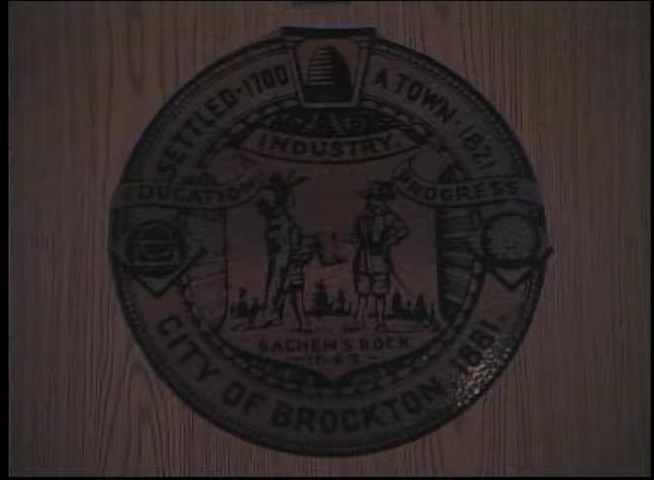 SETTLED·1700
A TOWN·1821
INDUSTRY
EDUCATION
PROGRESS
SACHEM'S ROCK
CITY OF BROCKTON 1881.